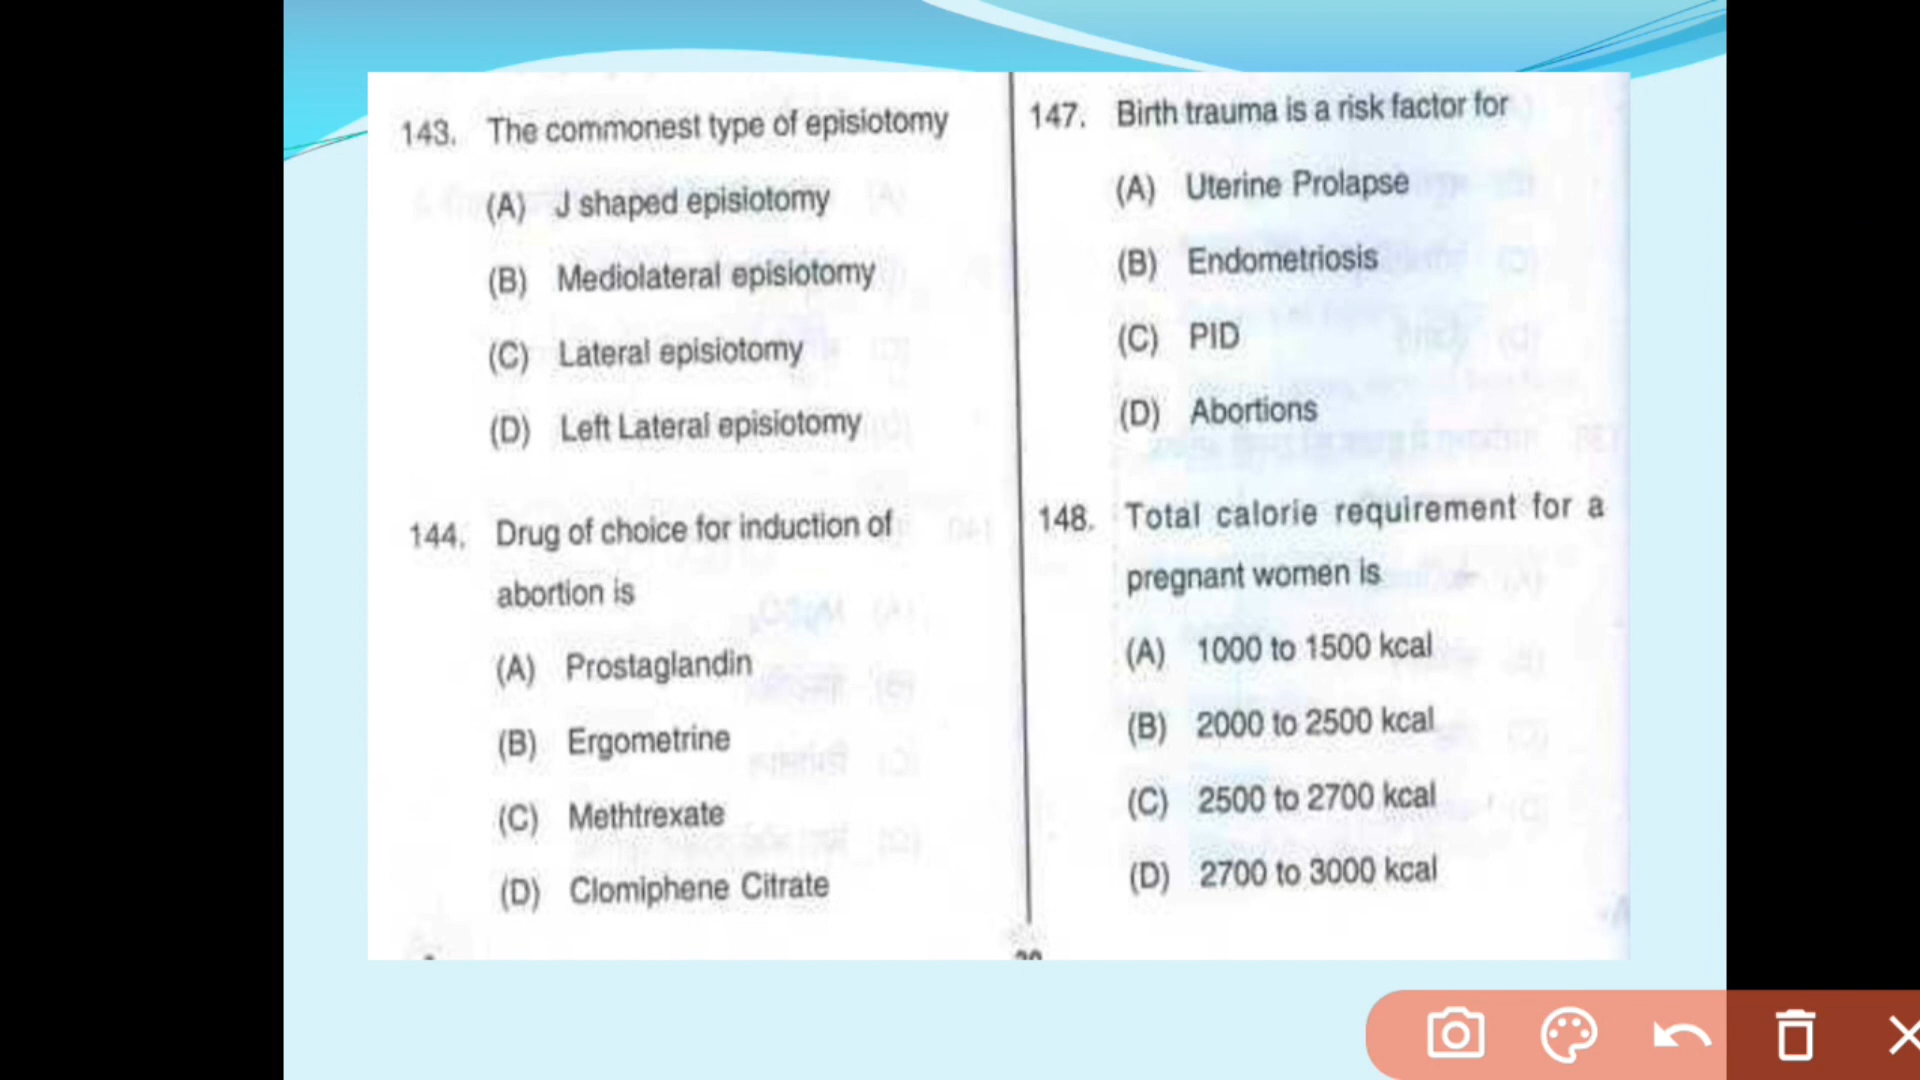 143. The commonest type of episiotomy
(A) J shaped episiotomy
(B) Mediolateral episiotomy
(C) Lateral episiotomy
(D) Left Lateral episiotomy
144. Drug of choice for induction of
abortion is
(A) Prostaglandin
(B) Ergometrine
(C) Methtrexate
(D) Clomiphene Citrate
147. Birth trauma is a risk factor for
(A) Uterine Prolapse
(B) Endometriosis
(C) PID
(D) Abortions
148. Total calorie requirement for a
pregnant women is
(A) 1000 to 1500 kcal
(B) 2000 to 2500 kcal
(C) 2500 to 2700 kcal
(D) 2700 to 3000 kcal